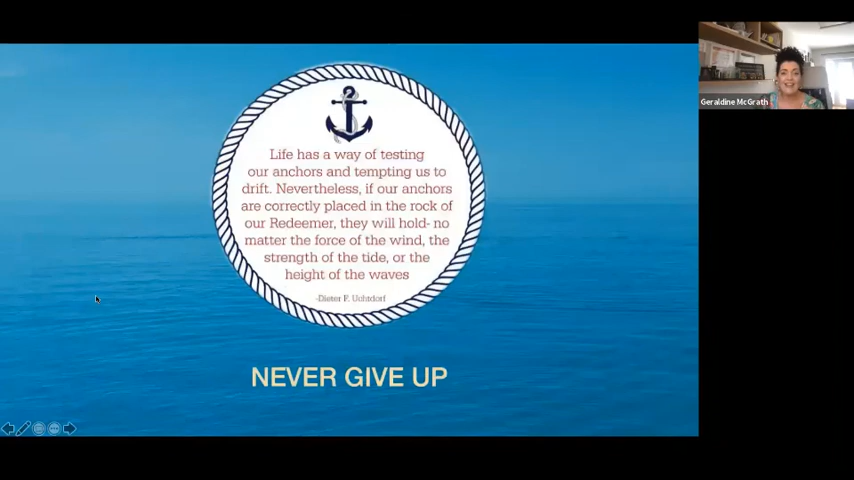 Life has a way of testing
our anchors and tempting us to
drift. Nevertheless, if our anchors
are correctly placed in the rock of
our Redeemer, they will hold- no
matter the force of the wind, the
strength of the tide, or the
height of the waves
-Dieter F. Uchtdorf
NEVER GIVE UP
Geraldine McGrath